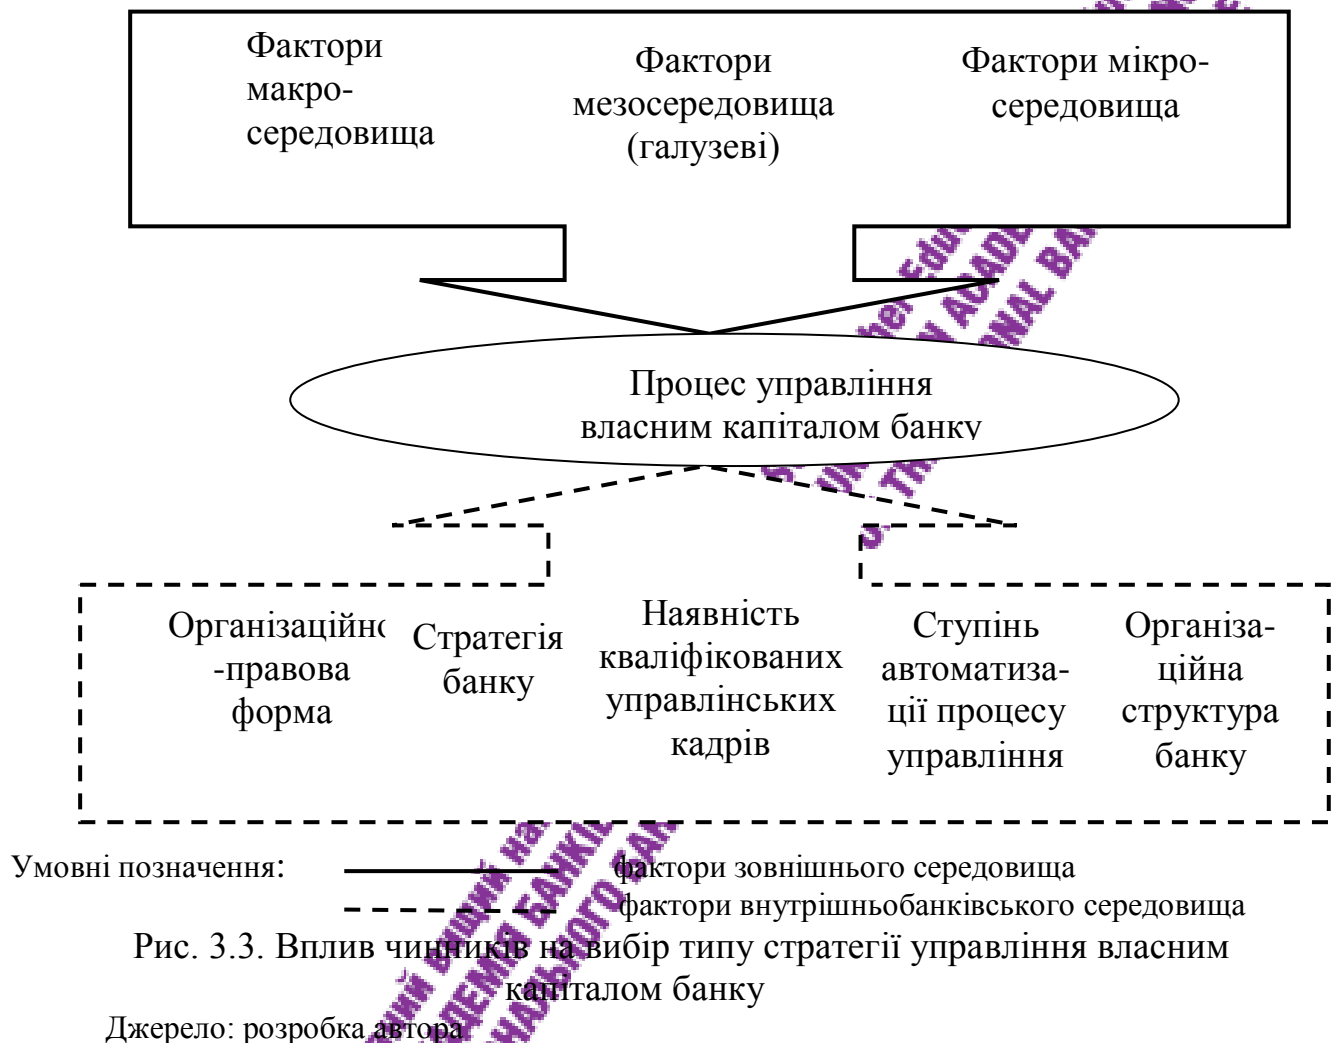 Фактори
макро-
середовища
Фактори
мезосередовища
(галузеві)
Фактори мікро-
середовища
Процес управління
власним капіталом банку
Організаційно
-правова
форма
Стратегія
банку
Наявність
кваліфікованих
управлінських
кадрів
Ступінь
автоматиза-
ції процесу
управління
Організа-
ційна
структура
банку
Умовні позначення:
фактори зовнішнього середовища
фактори внутрішньобанківського середовища
Рис. 3.3. Вплив чинників на вибір типу стратегії управління власним
капіталом банку
Джерело: розробка автора